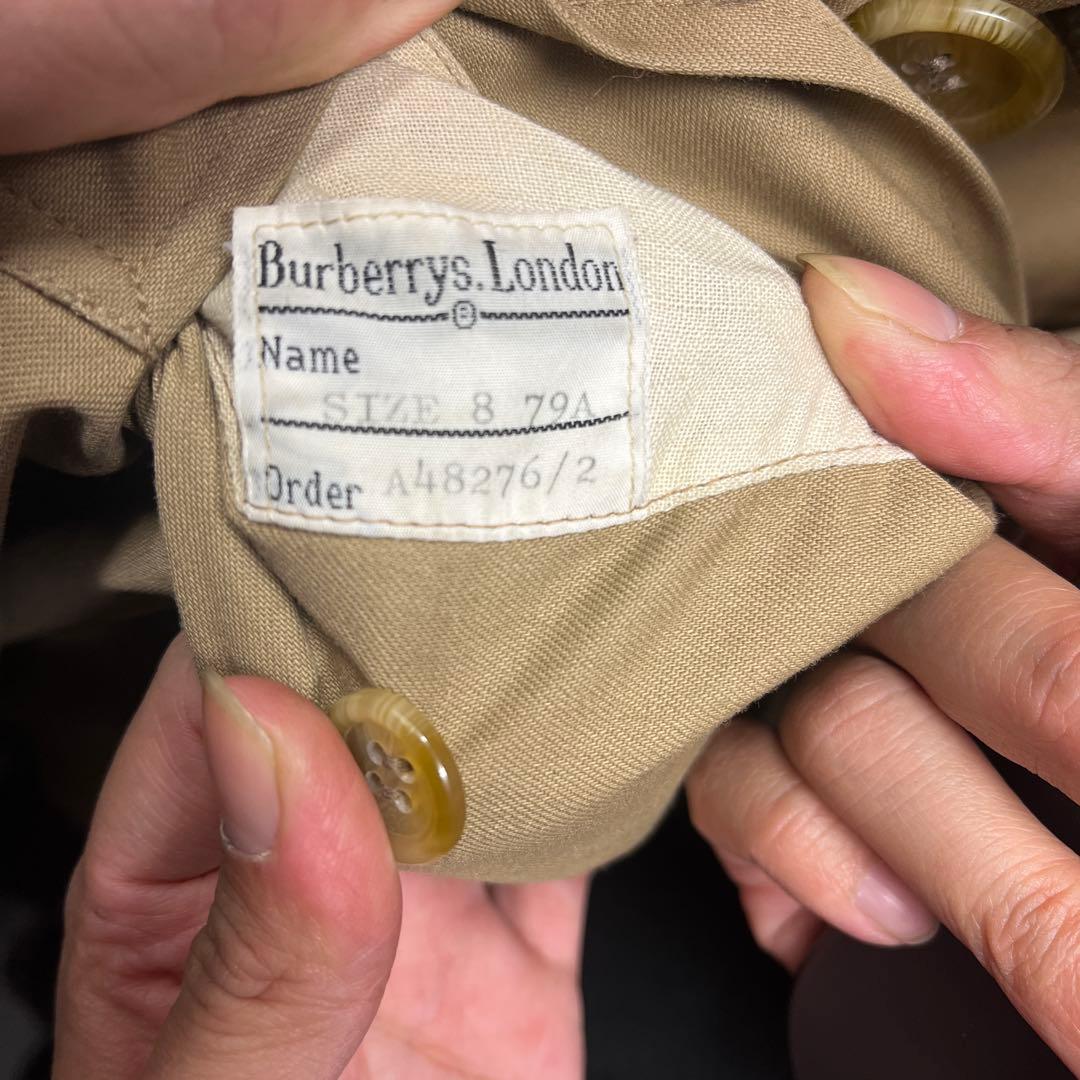 Burberrys. London
Name
SIZE 8 79A
Order A48276/2